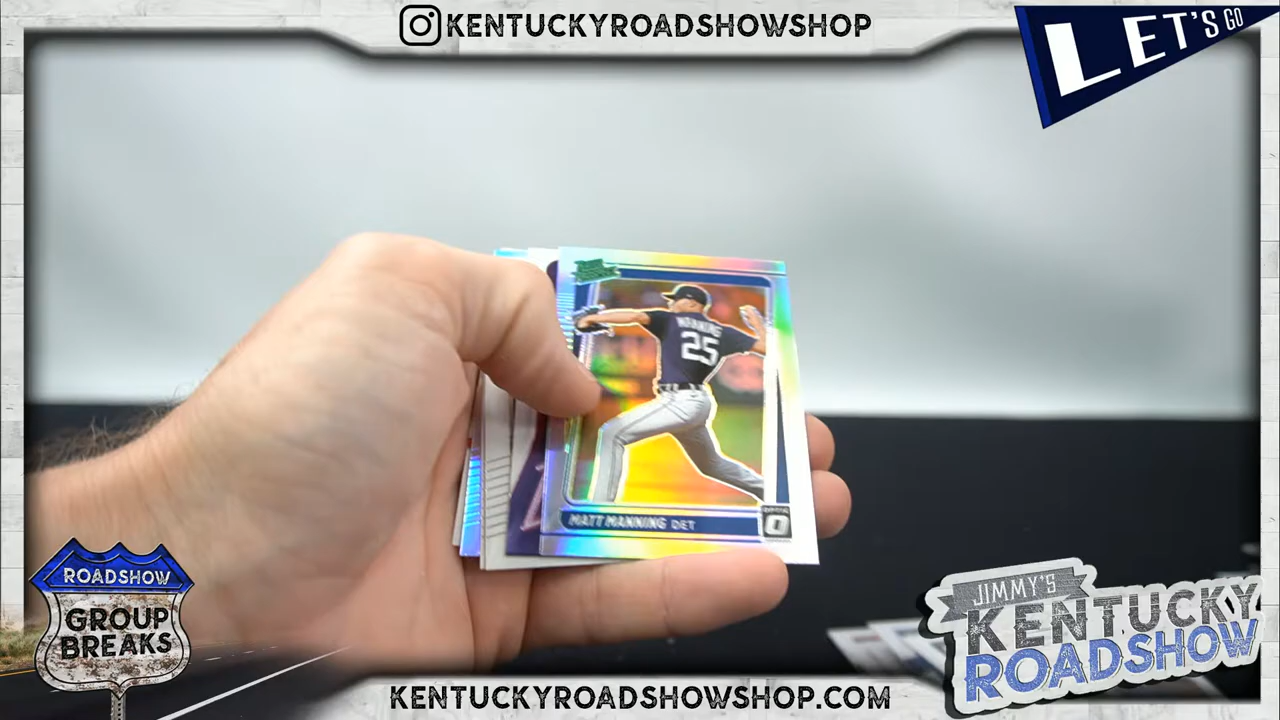 KENTUCKYROADSHOWSHOP
LET'S GO
MANNING
25
MATT MANNING DET
ROADSHOW
GROUP
BREAKS
JIMMY'S
KENTUCKY
ROADSHOW
KENTUCKYROADSHOWSHOP.COM